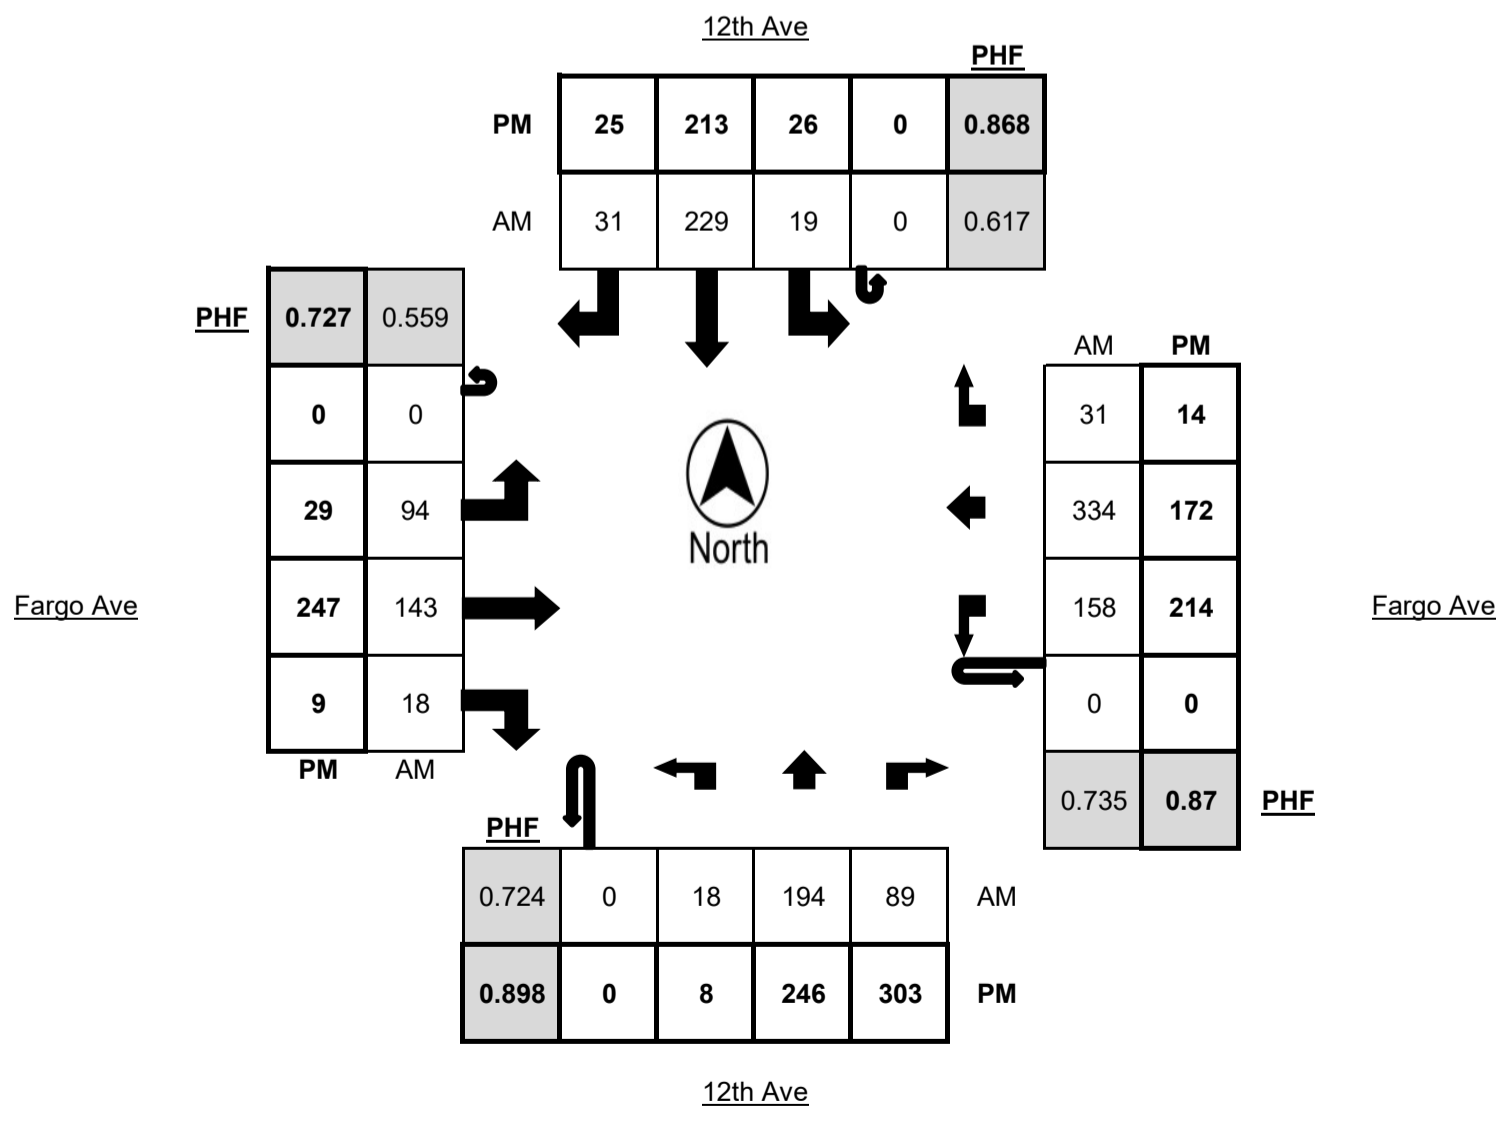 12th Ave
PHF
PM 25 213 26 0 0.868
AM 31 229 19 0 0.617
PHF 0.727 0.559
AM PM
0 0
31 14
North
29 94
334 172
Fargo Ave 247 143
158 214 Fargo Ave
9 18
0 0
PM AM
0.735 0.87 PHF
PHF
0.724 0 18 194 89 AM
0.898 0 8 246 303 PM
12th Ave